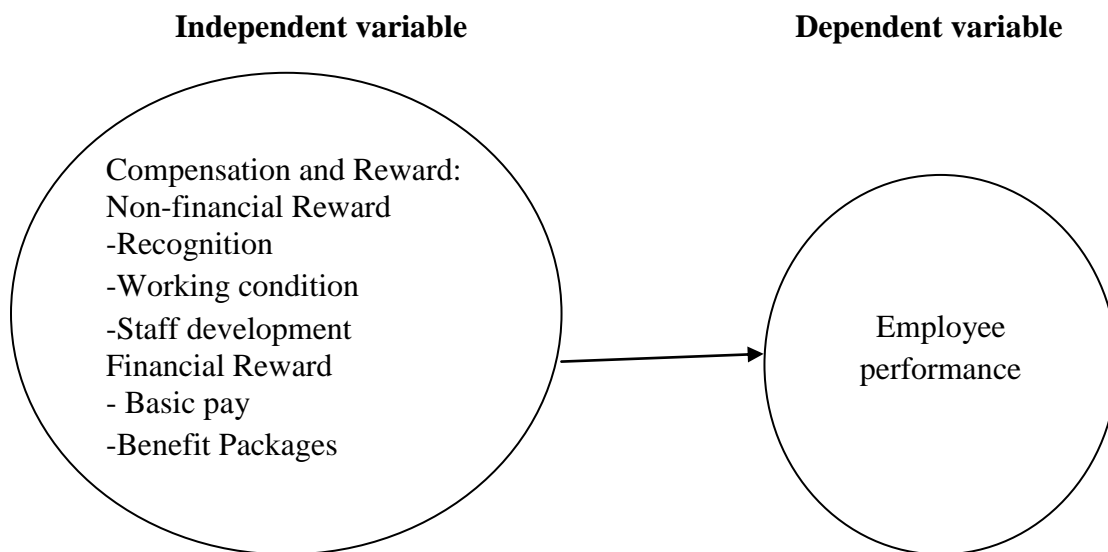 Independent variable
Dependent variable
Compensation and Reward:
Non-financial Reward
-Recognition
-Working condition
-Staff development
Financial Reward
- Basic pay
-Benefit Packages
Employee
performance